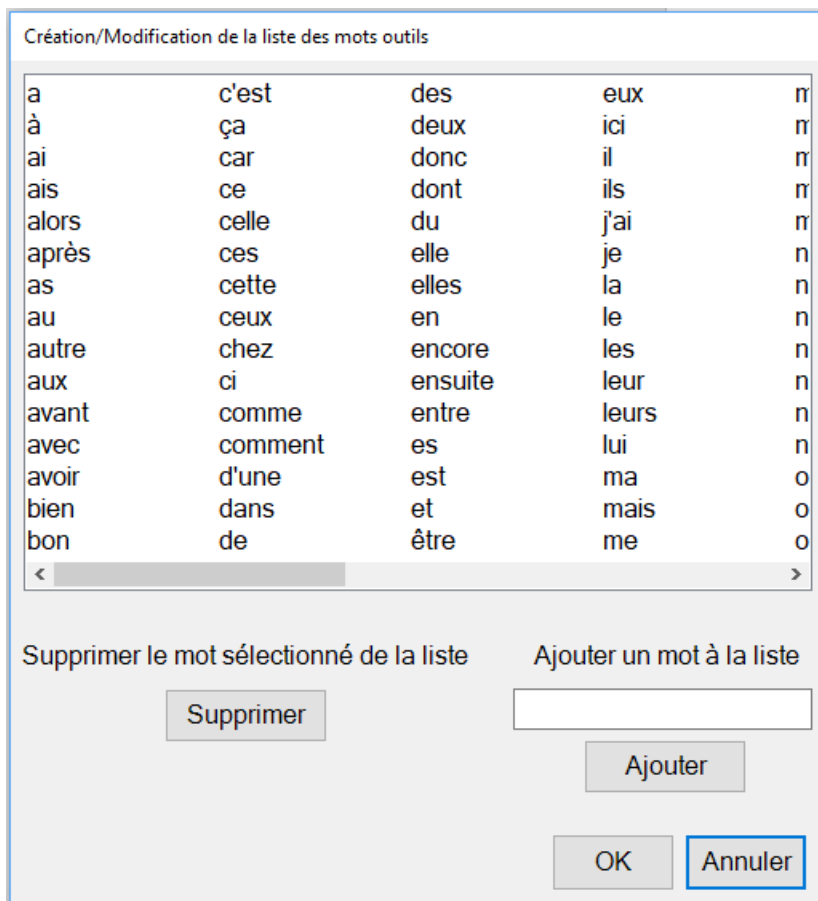 Création/Modification de la liste des mots outils
a c'est des eux
à ça deux ici
ai car donc il
ais ce dont ils
alors celle du j'ai
après ces elle je
as cette elles la
au ceux en le
autre chez encore les
aux ci ensuite leur
avant comme entre leurs
avec comment es lui
avoir d'une est ma
bien dans et mais
bon de être me
Supprimer le mot sélectionné de la liste Ajouter un mot à la liste
Supprimer
Ajouter
OK Annuler